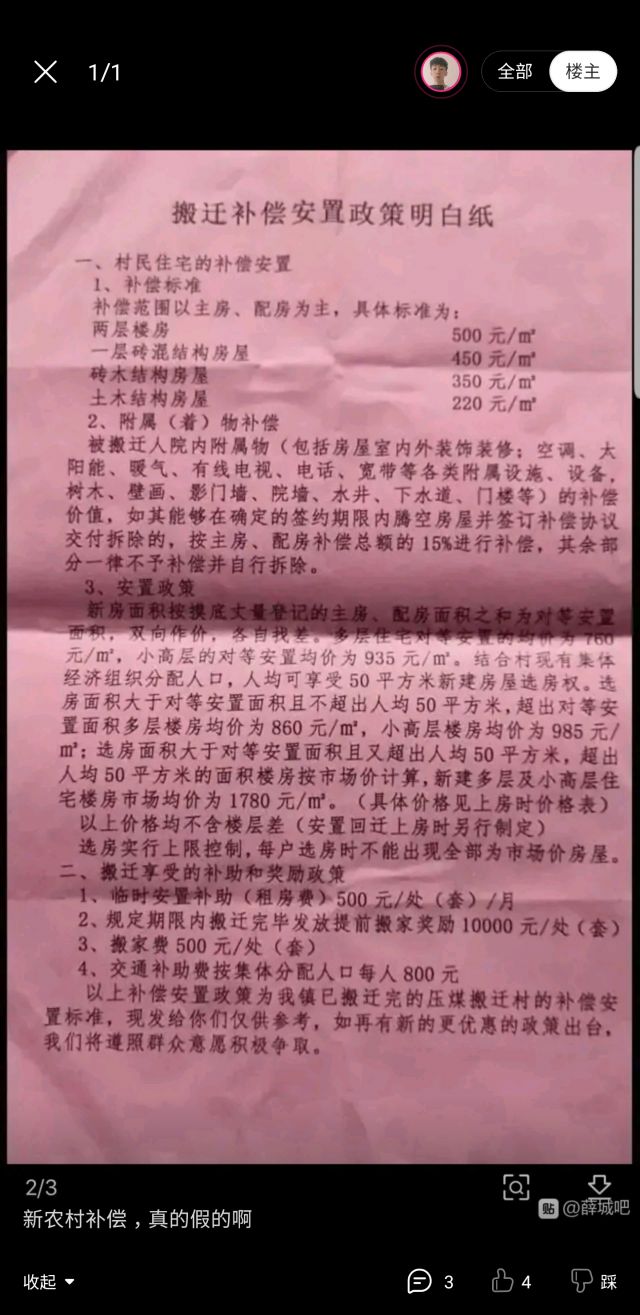 1/1
全部
楼主
搬迁补偿安置政策明白纸
一、村民住宅的补偿安置
1、补偿标准
补偿范围以主房、配房为主，具体标准为：
两层楼房 500 元/㎡
一层砖混结构房屋 450 元/㎡
砖木结构房屋 350 元/㎡
土木结构房屋 220 元/㎡
2、附属（着）物补偿
被搬迁人院内附属物（包括房屋室内外装饰装修；空调、太
阳能、暖气、有线电视、电话、宽带等各类附属设施、设备，
树木、壁画、影门墙、院墙、水井、下水道、门楼等）的补偿
价值，如其能够在确定的签约期限内腾空房屋并签订补偿协议
交付拆除的，按主房、配房补偿总额的 15%进行补偿，其余部
分一律不予补偿并自行拆除。
3、安置政策
新房面积按摸底丈量登记的主房、配房面积之和为对等安置
面积，双向作价，各自找差。多层住宅对等安置的均价为 760
元/㎡，小高层的对等安置均价为 935 元/㎡。结合村现有集体
经济组织分配人口，人均可享受 50 平方米新建房屋选房权。选
房面积大于对等安置面积且不超出人均 50 平方米，超出对等安
置面积多层楼房均价为 860 元/㎡，小高层楼房均价为 985 元/
㎡；选房面积大于对等安置面积且又超出人均 50 平方米，超出
人均 50 平方米的面积楼房按市场价计算，新建多层及小高层住
宅楼房市场均价为 1780 元/㎡。（具体价格见上房时价格表）
以上价格均不含楼层差（安置回迁上房时另行制定）
选房实行上限控制，每户选房时不能出现全部为市场价房屋。
二、搬迁享受的补助和奖励政策
1、临时安置补助（租房费）500 元/处（套）/月
2、规定期限内搬迁完毕发放提前搬家奖励 10000 元/处（套）
3、搬家费 500 元/处（套）
4、交通补助费按集体分配人口每人 800 元
以上补偿安置政策为我镇已搬迁完的压煤搬迁村的补偿安
置标准，现发给你们仅供参考，如再有新的更优惠的政策出台，
我们将遵照群众意愿积极争取。
2/3
贴 @薛城吧
新农村补偿，真的假的啊
收起
3
4
踩